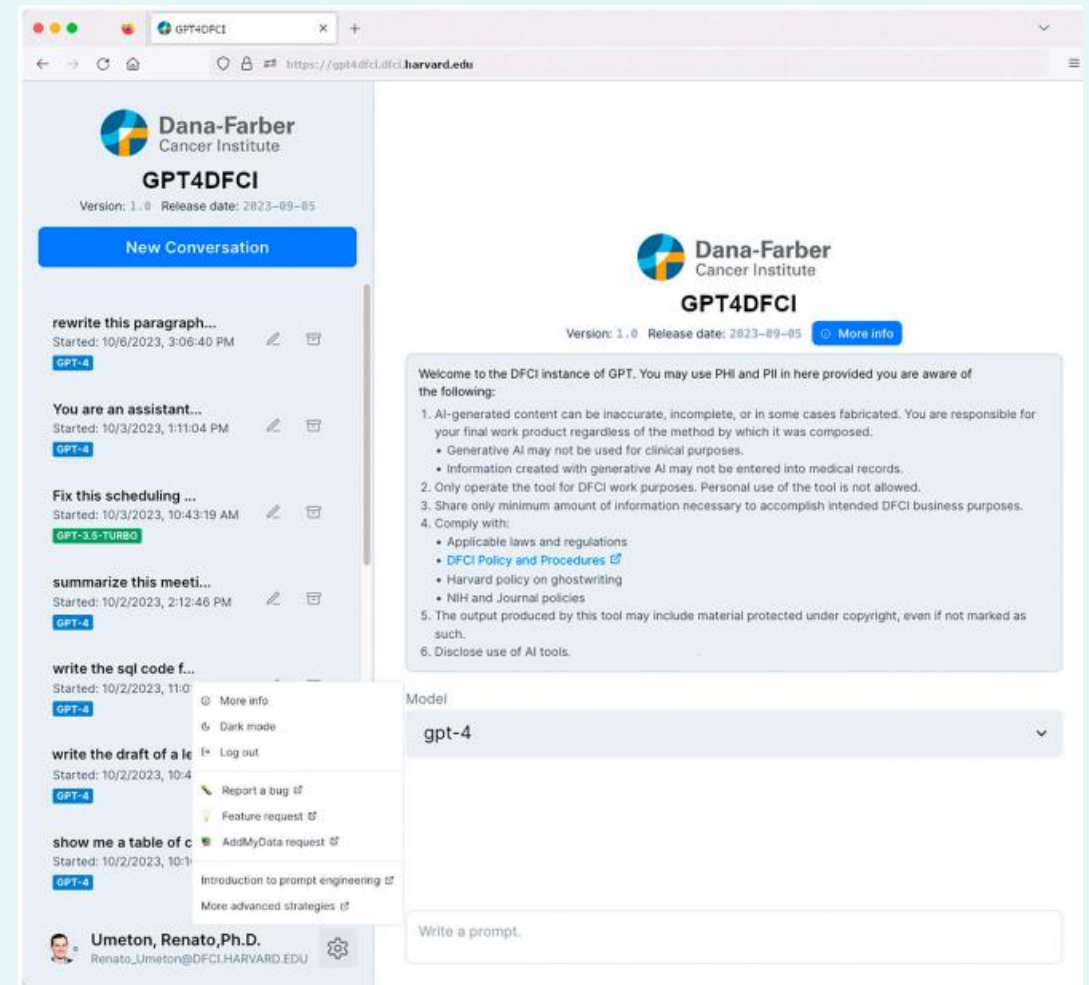 GPT4DFCI
https://gpt4dfci.dfci.harvard.edu
Dana-Farber
Cancer Institute
GPT4DFCI
Version: 1.0 Release date: 2023-09-05
New Conversation
rewrite this paragraph...
Started: 10/6/2023, 3:06:40 PM
GPT-4
You are an assistant...
Started: 10/3/2023, 1:11:04 PM
GPT-4
Fix this scheduling ...
Started: 10/3/2023, 10:43:19 AM
GPT-3.5-TURBO
summarize this meeti...
Started: 10/2/2023, 2:12:46 PM
GPT-4
write the sql code f...
Started: 10/2/2023, 11:0
GPT-4
write the draft of a le
Started: 10/2/2023, 10:4
GPT-4
show me a table of c
Started: 10/2/2023, 10:1
GPT-4
More info
Dark mode
Log out
Report a bug
Feature request
AddMyData request
Introduction to prompt engineering
More advanced strategies
Umeton, Renato,Ph.D.
Renato_Umeton@DFCI.HARVARD.EDU
Dana-Farber
Cancer Institute
GPT4DFCI
Version: 1.0 Release date: 2023-09-05 More info
Welcome to the DFCI instance of GPT. You may use PHI and PII in here provided you are aware of
the following:
1. AI-generated content can be inaccurate, incomplete, or in some cases fabricated. You are responsible for
your final work product regardless of the method by which it was composed.
• Generative AI may not be used for clinical purposes.
• Information created with generative AI may not be entered into medical records.
2. Only operate the tool for DFCI work purposes. Personal use of the tool is not allowed.
3. Share only minimum amount of information necessary to accomplish intended DFCI business purposes.
4. Comply with:
• Applicable laws and regulations
• DFCI Policy and Procedures
• Harvard policy on ghostwriting
• NIH and Journal policies
5. The output produced by this tool may include material protected under copyright, even if not marked as
such.
6. Disclose use of AI tools.
Model
gpt-4
Write a prompt.